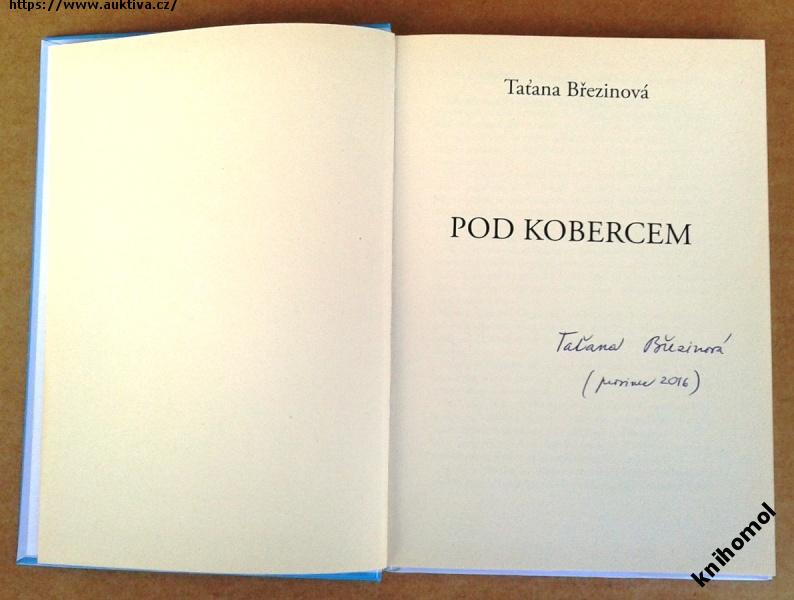 https://www.auktiva.cz/
Taťana Březinová
POD KOBERCEM
Taťana Březinová
(prosinec 2016)
knihomol